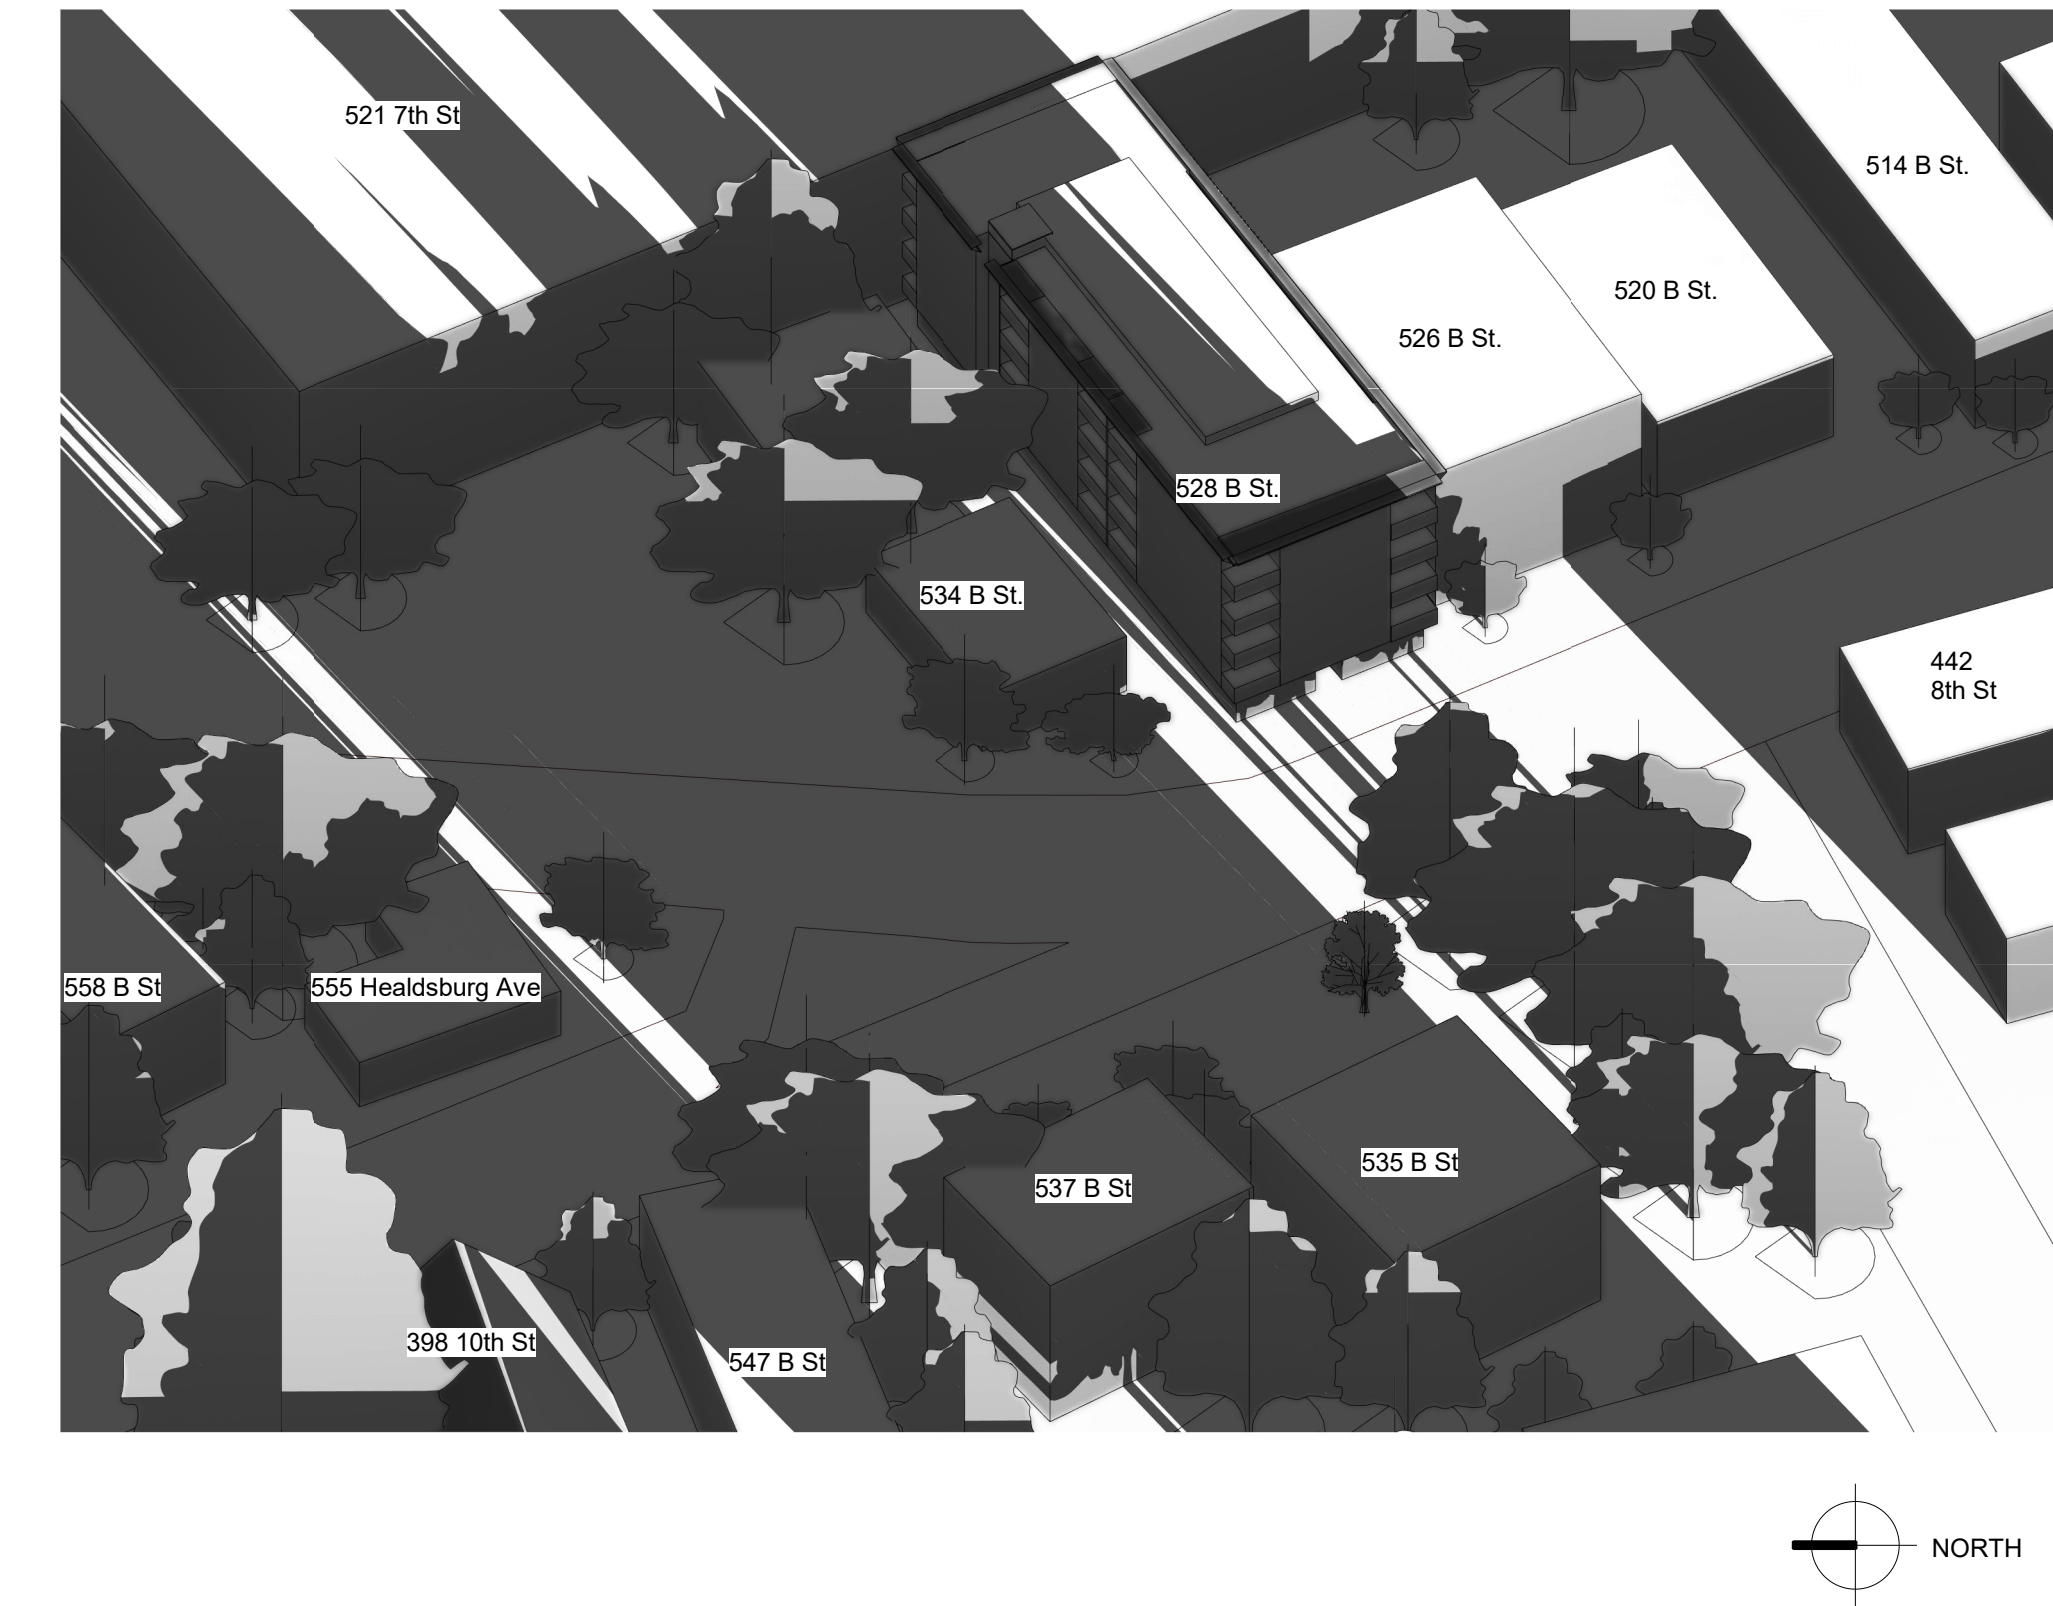 521 7th St
514 B St.
520 B St.
526 B St.
528 B St.
534 B St.
442
8th St
558 B St
555 Healdsburg Ave
535 B St
537 B St
398 10th St
547 B St
NORTH